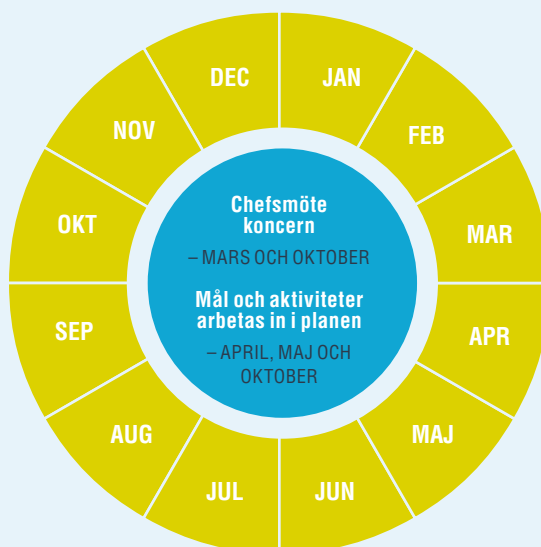 DEC
JAN
NOV
FEB
OKT
MAR
SEP
APR
AUG
MAJ
JUL
JUN
Chefsmöte
koncern
– MARS OCH OKTOBER
Mål och aktiviteter
arbetas in i planen
– APRIL, MAJ OCH
OKTOBER